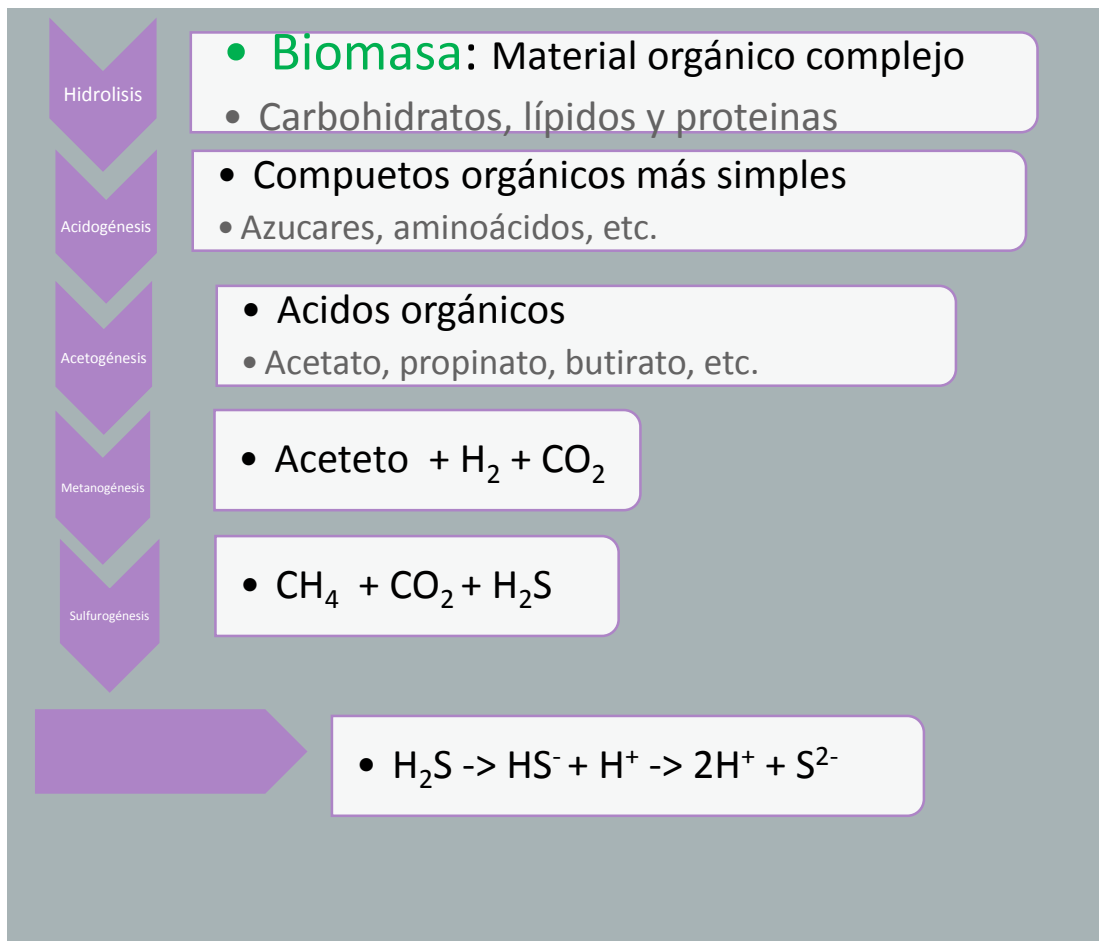 Hidrolisis
• Biomasa: Material orgánico complejo
• Carbohidratos, lípidos y proteinas
Acidogénesis
• Compuetos orgánicos más simples
• Azucares, aminoácidos, etc.
Acetogénesis
• Acidos orgánicos
• Acetato, propinato, butirato, etc.
Metanogénesis
• Aceteto + H₂ + CO₂
Sulfurogénesis
• CH₄ + CO₂ + H₂S
• H₂S -> HS⁻ + H⁺ -> 2H⁺ + S²⁻